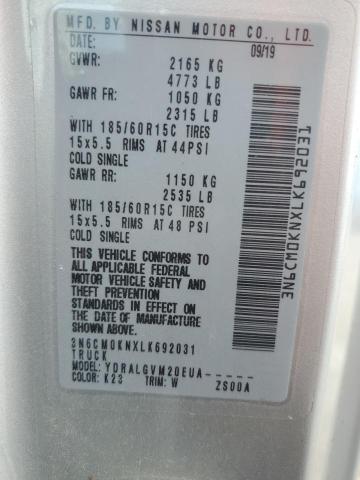 MFD. BY NISSAN MOTOR CO., LTD.
DATE: 09/19
GVWR: 2165 KG
4773 LB
GAWR FR: 1050 KG
2315 LB
WITH 185/60R15C TIRES
15x5.5 RIMS AT 44PSI
COLD SINGLE
GAWR RR: 1150 KG
2535 LB
WITH 185/60R15C TIRES
15x5.5 RIMS AT 48 PSI
COLD SINGLE
THIS VEHICLE CONFORMS TO
ALL APPLICABLE FEDERAL
MOTOR VEHICLE SAFETY
AND THEFT PREVENTION
STANDARDS IN EFFECT ON
THE DATE OF MANUFACTURE
SHOWN ABOVE.
3N6CM0KNXLK692031
TRUCK
MODEL: YDRALGVM20EUA-----
COLOR: K23 TRIM: W ZS00A
3N6CM0KNXLK692031